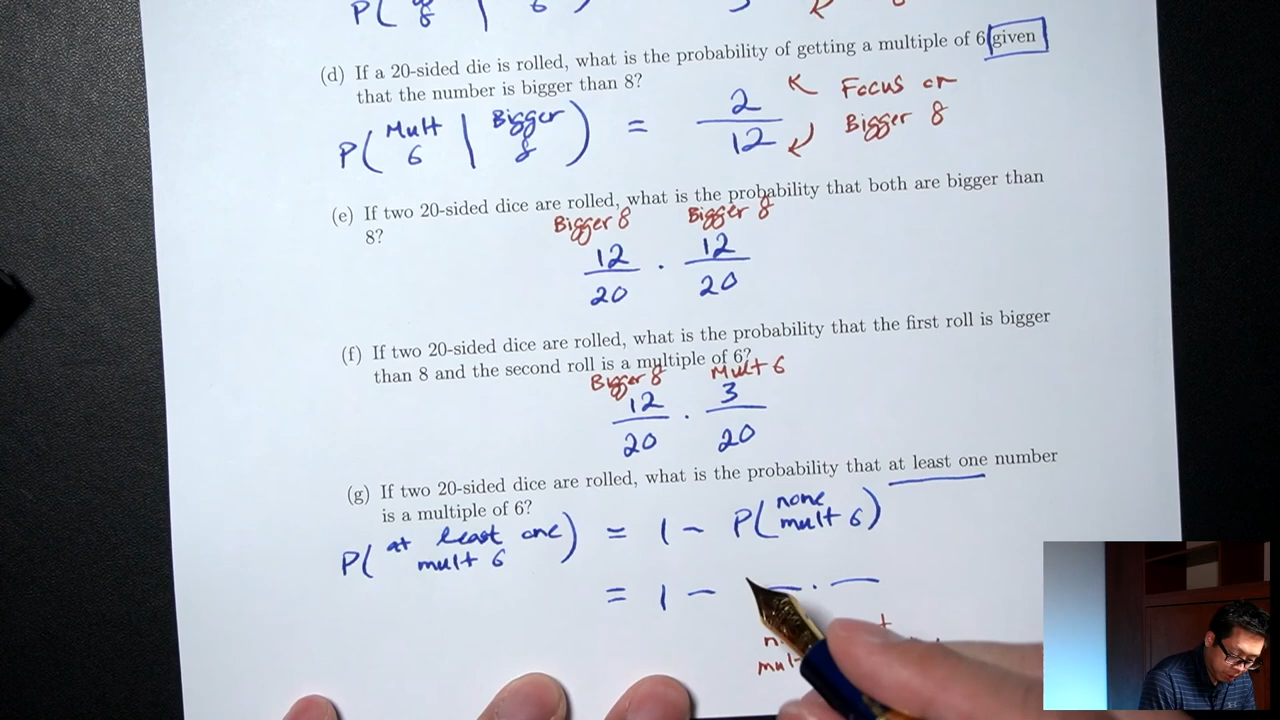 P( 8 | 6 )
(d) If a 20-sided die is rolled, what is the probability of getting a multiple of 6 given
that the number is bigger than 8?
P( Mult 6 | Bigger 8 ) = 2/12
Focus on
Bigger 8
(e) If two 20-sided dice are rolled, what is the probability that both are bigger than
8?
Bigger 8 Bigger 8
12/20 · 12/20
(f) If two 20-sided dice are rolled, what is the probability that the first roll is bigger
than 8 and the second roll is a multiple of 6?
Bigger 8 Mult 6
12/20 · 3/20
(g) If two 20-sided dice are rolled, what is the probability that at least one number
is a multiple of 6?
P( at least one mult 6 ) = 1 - P( none mult 6 )
= 1 - __ · __